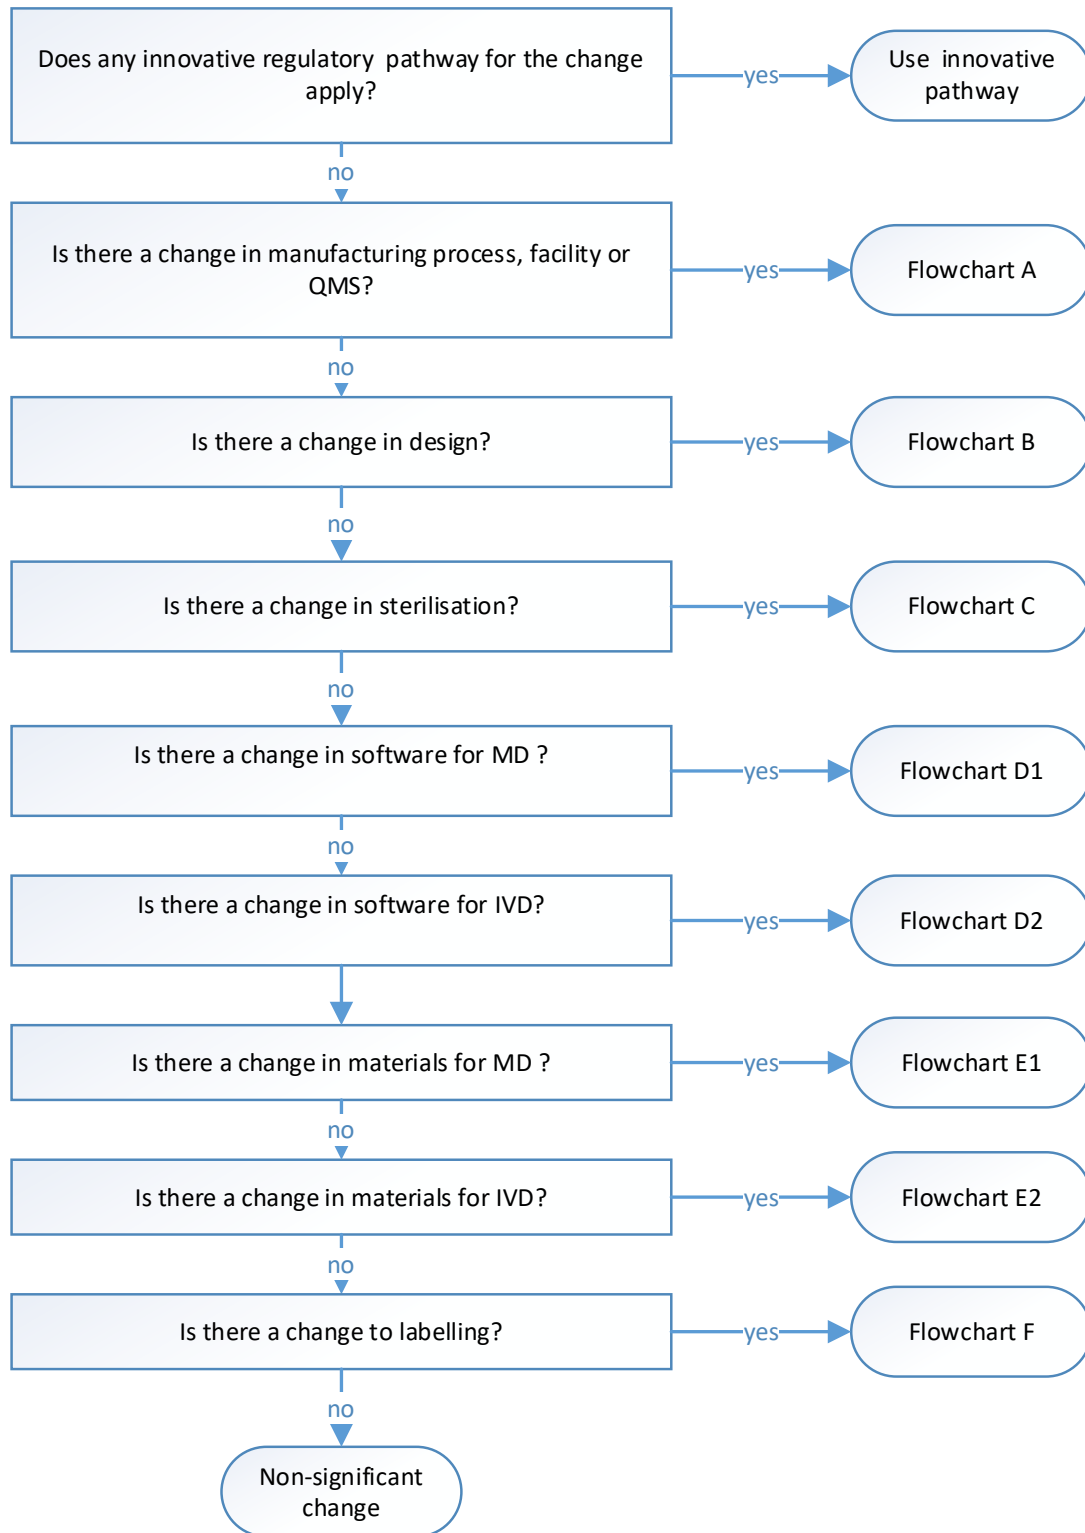 Does any innovative regulatory pathway for the change
apply?
yes
Use innovative
pathway
no
Is there a change in manufacturing process, facility or
QMS?
yes
Flowchart A
no
Is there a change in design?
yes
Flowchart B
no
Is there a change in sterilisation?
yes
Flowchart C
no
Is there a change in software for MD ?
yes
Flowchart D1
no
Is there a change in software for IVD?
yes
Flowchart D2
Is there a change in materials for MD ?
yes
Flowchart E1
no
Is there a change in materials for IVD?
yes
Flowchart E2
no
Is there a change to labelling?
yes
Flowchart F
no
Non-significant
change